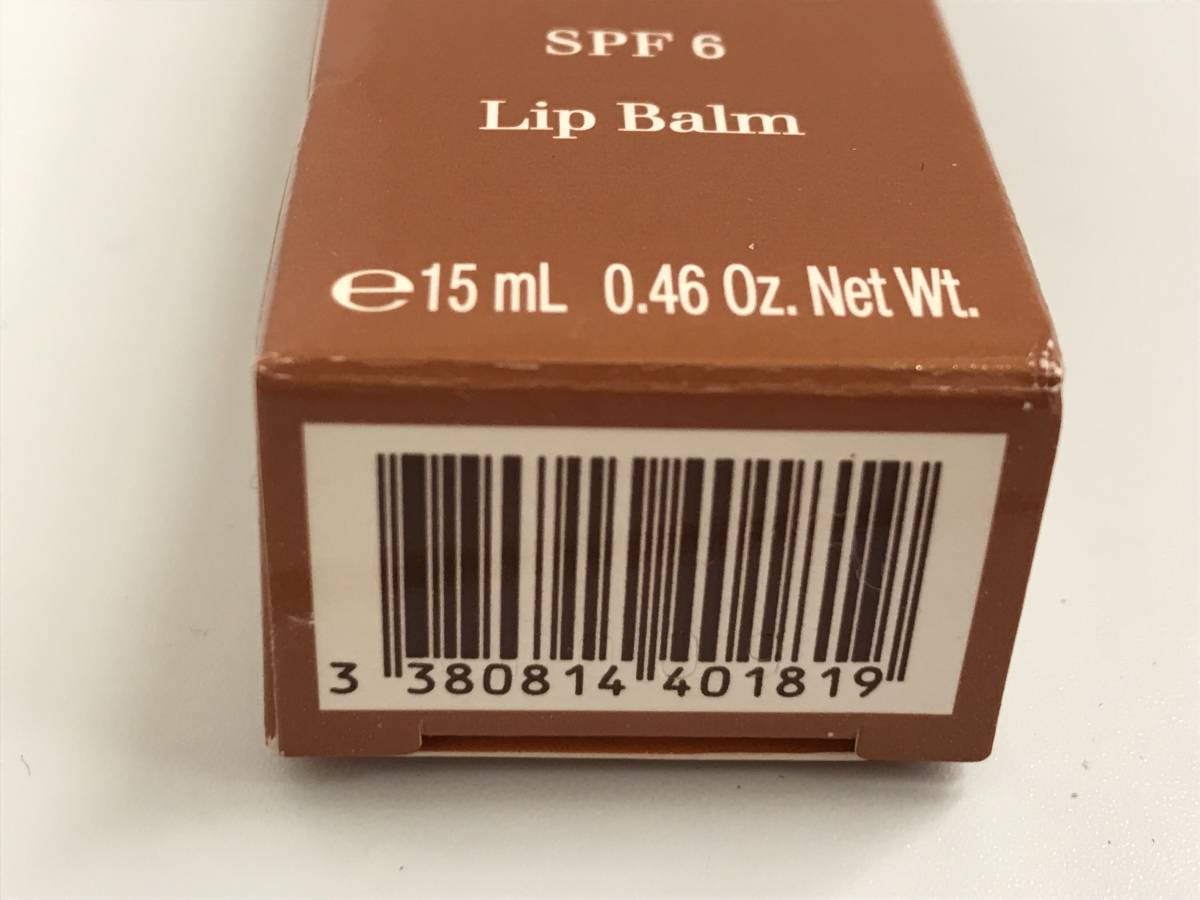 SPF 6
Lip Balm
℮15 mL 0.46 Oz. Net Wt.
3 380814 401819